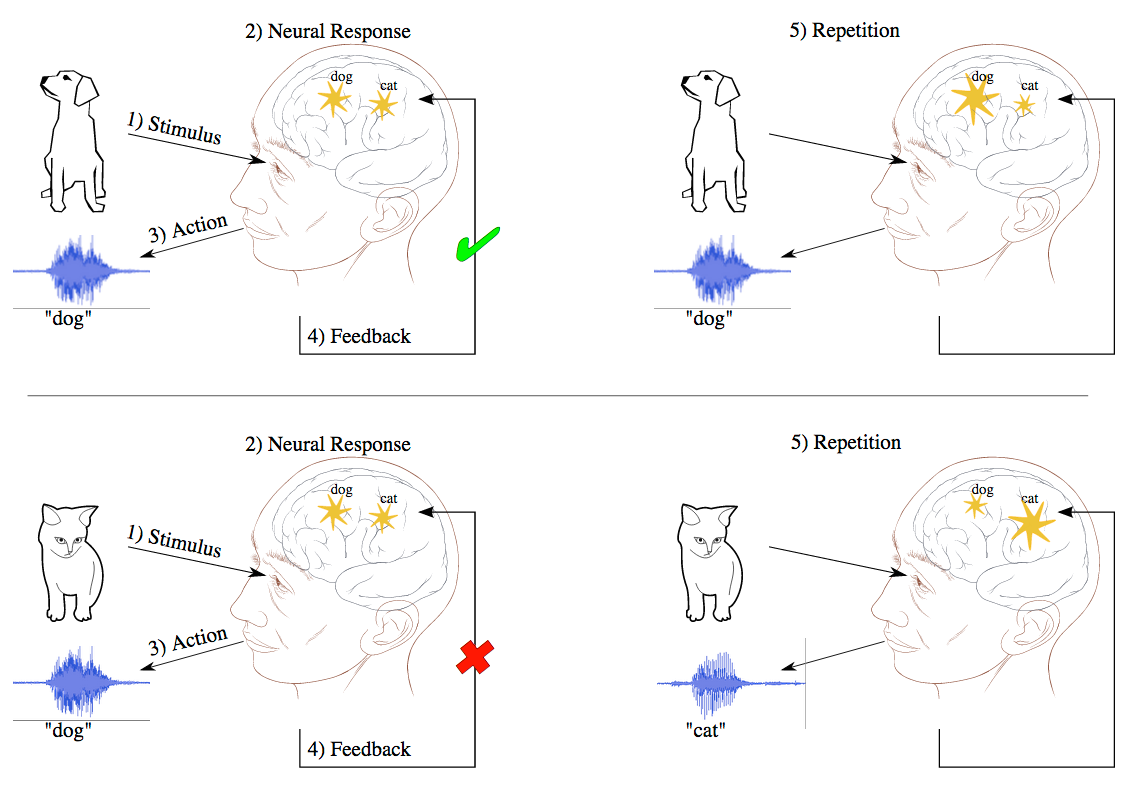 2) Neural Response
dog
cat
1) Stimulus
3) Action
"dog"
4) Feedback
5) Repetition
dog
cat
"dog"
2) Neural Response
dog
cat
1) Stimulus
3) Action
"dog"
4) Feedback
5) Repetition
dog
cat
"cat"